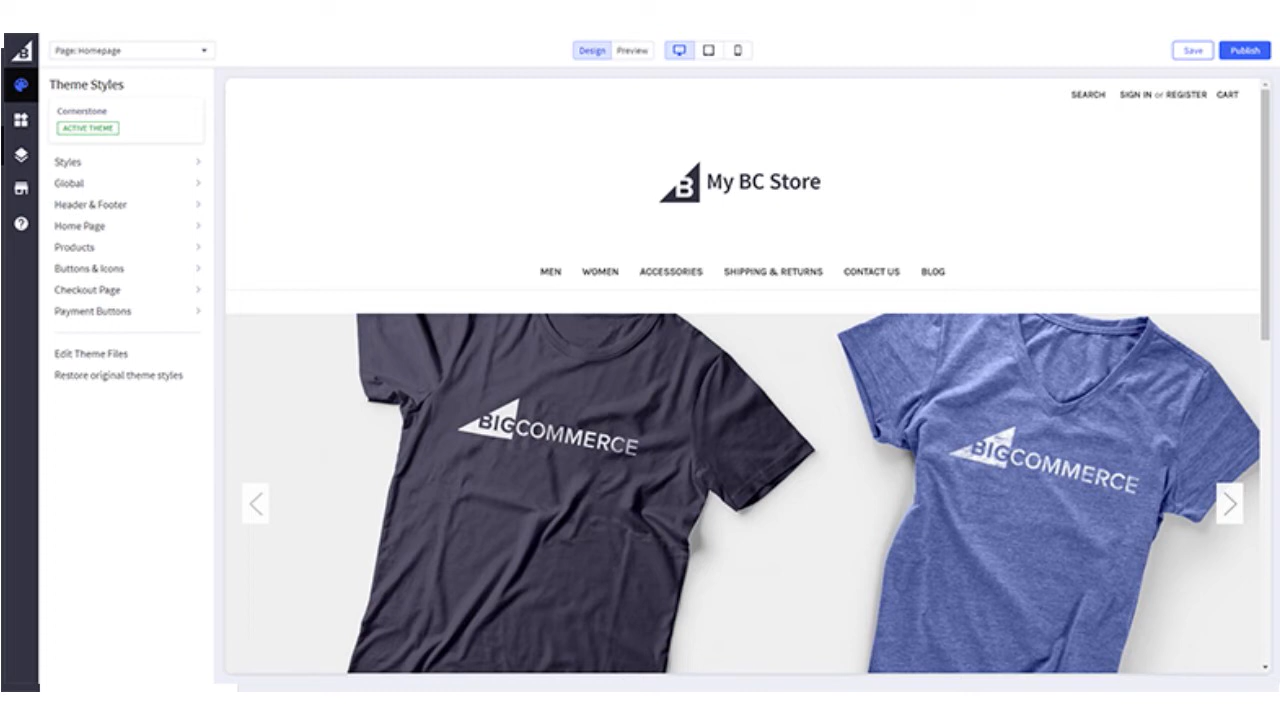 Page: Homepage
Design Preview
Save Publish
Theme Styles
Cornerstone
ACTIVE THEME
Styles
Global
Header & Footer
Home Page
Products
Buttons & Icons
Checkout Page
Payment Buttons
Edit Theme Files
Restore original theme styles
SEARCH SIGN IN or REGISTER CART
B My BC Store
MEN WOMEN ACCESSORIES SHIPPING & RETURNS CONTACT US BLOG
BIGCOMMERCE
BIGCOMMERCE